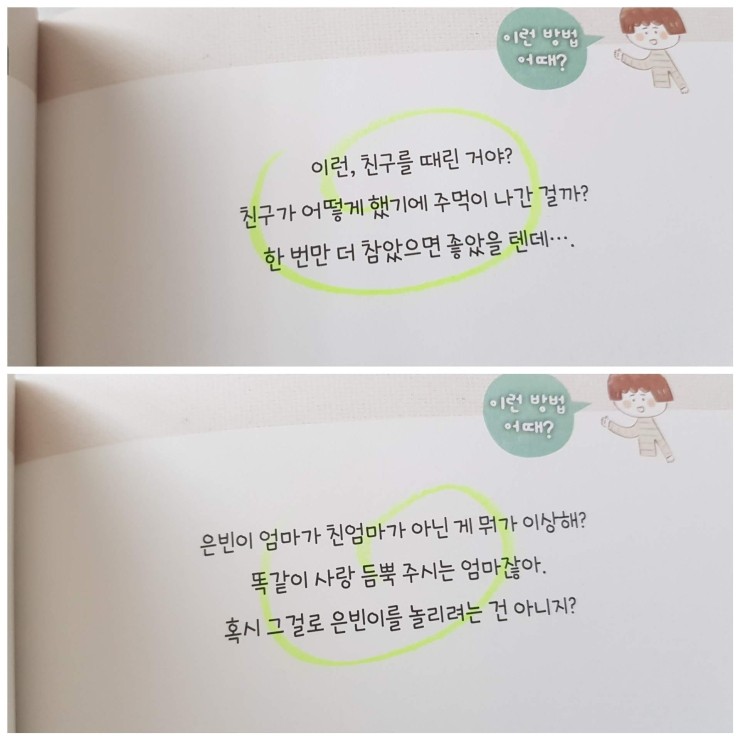 이런 방법
어때?
이런, 친구를 때린 거야?
친구가 어떻게 했기에 주먹이 나간 걸까?
한 번만 더 참았으면 좋았을 텐데….
이런 방법
어때?
은빈이 엄마가 친엄마가 아닌 게 뭐가 이상해?
똑같이 사랑 듬뿍 주시는 엄마잖아.
혹시 그걸로 은빈이를 놀리려는 건 아니지?